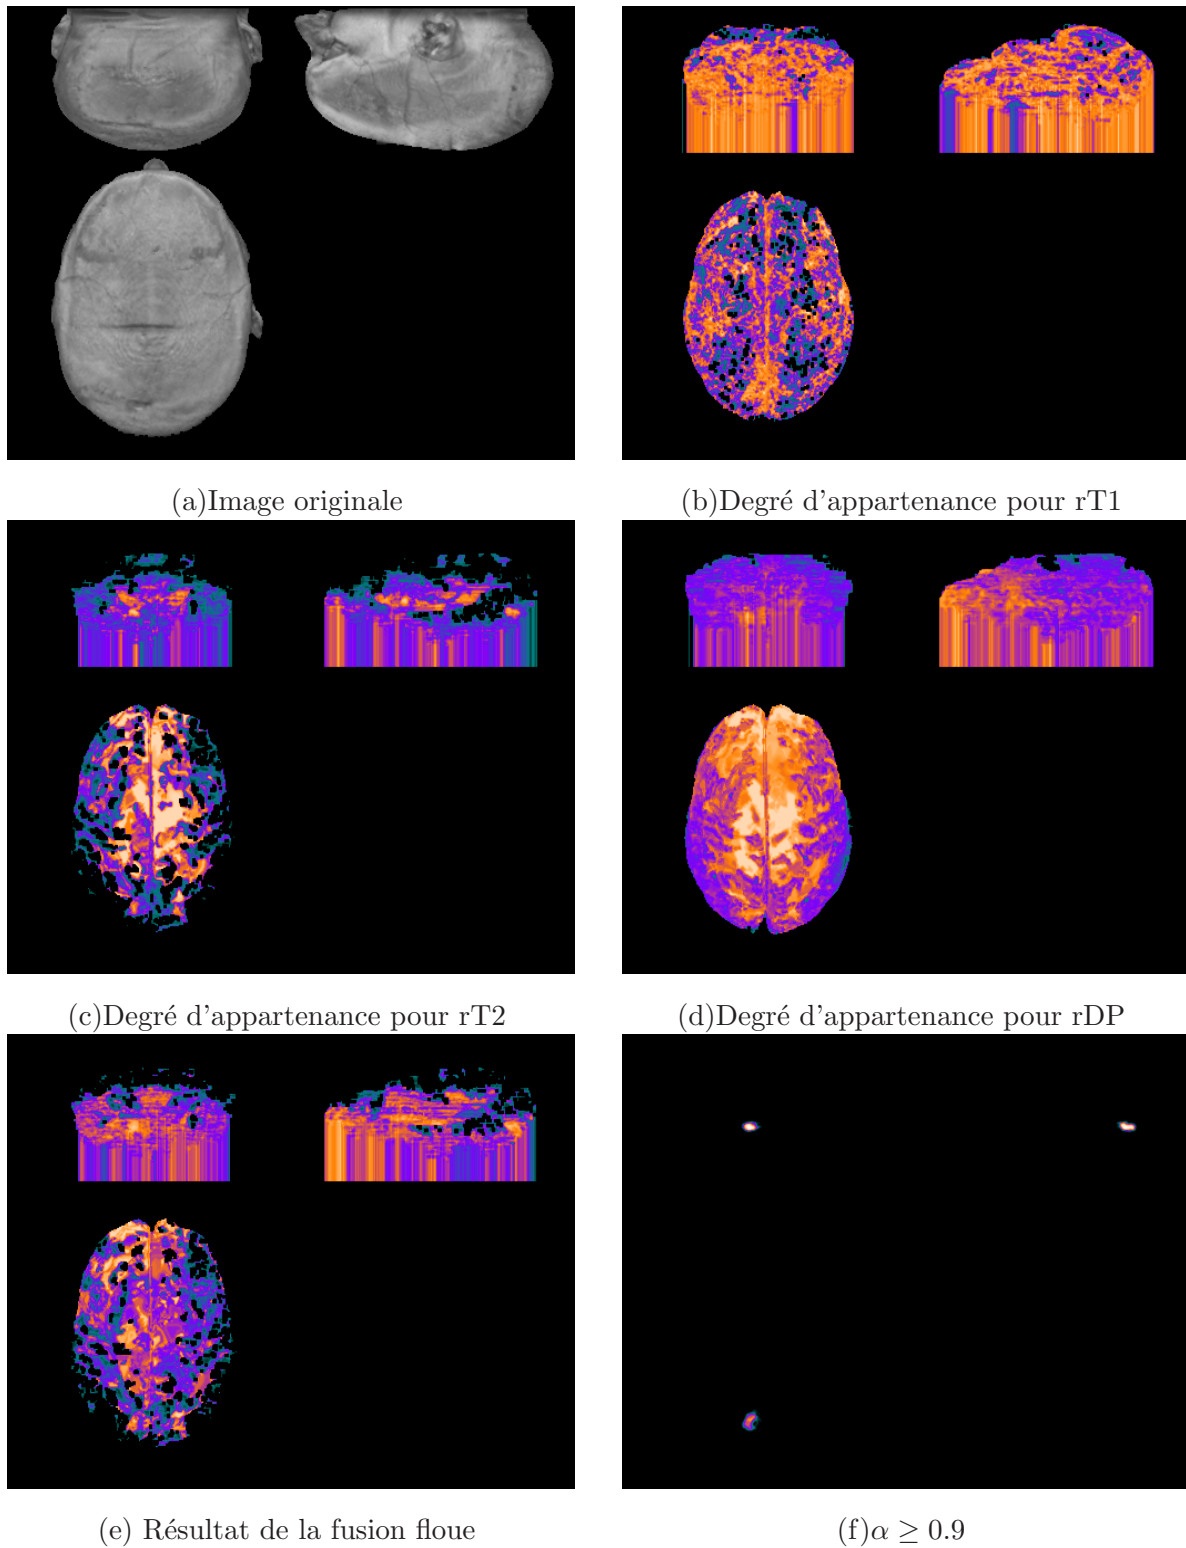 (a)Image originale
(b)Degré d'appartenance pour rT1
(c)Degré d'appartenance pour rT2
(d)Degré d'appartenance pour rDP
(e) Résultat de la fusion floue
(f)α ≥ 0.9